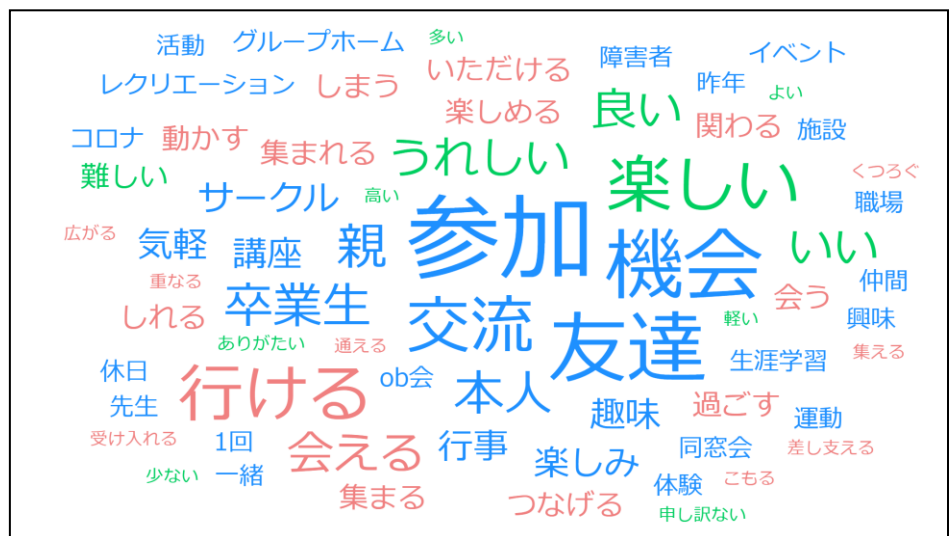 活動
グループホーム
多い
障害者
イベント
レクリエーション
しまう
いただける
昨年
よい
楽しめる
良い
関わる
施設
コロナ
動かす
集まれる
うれしい
楽しい
くつろぐ
難しい
サークル
高い
参加
職場
広がる
気軽
講座
親
機会
いい
仲間
重なる
しれる
卒業生
交流
友達
軽い
会う
興味
ありがたい
通える
生涯学習
集える
休日
行ける
ob会
本人
趣味
過ごす
運動
先生
受け入れる
1回
会える
行事
楽しみ
同窓会
差し支える
少ない
一緒
集まる
つなげる
体験
こもる
申し訳ない